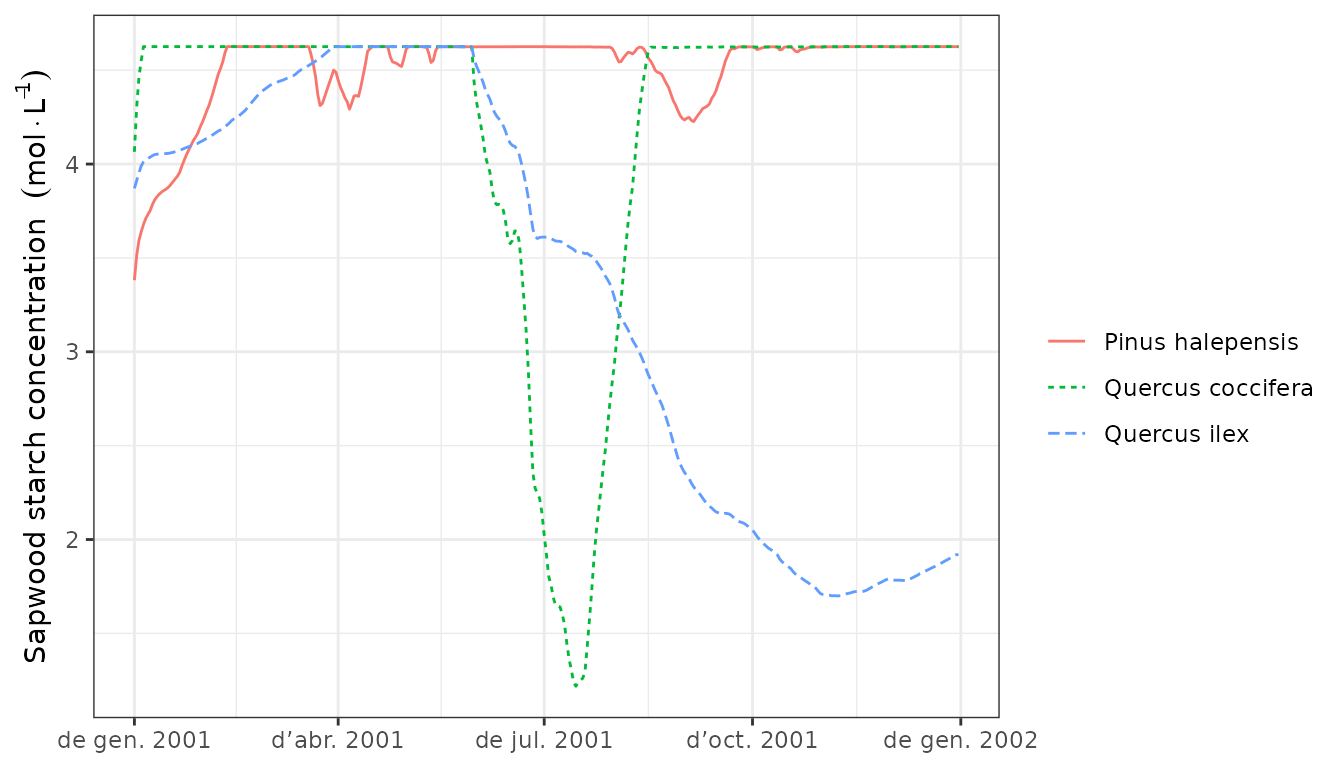 Sapwood starch concentration (mol · L⁻¹)
4
3
2
de gen. 2001
d’abr. 2001
de jul. 2001
d’oct. 2001
de gen. 2002
Pinus halepensis
Quercus coccifera
Quercus ilex